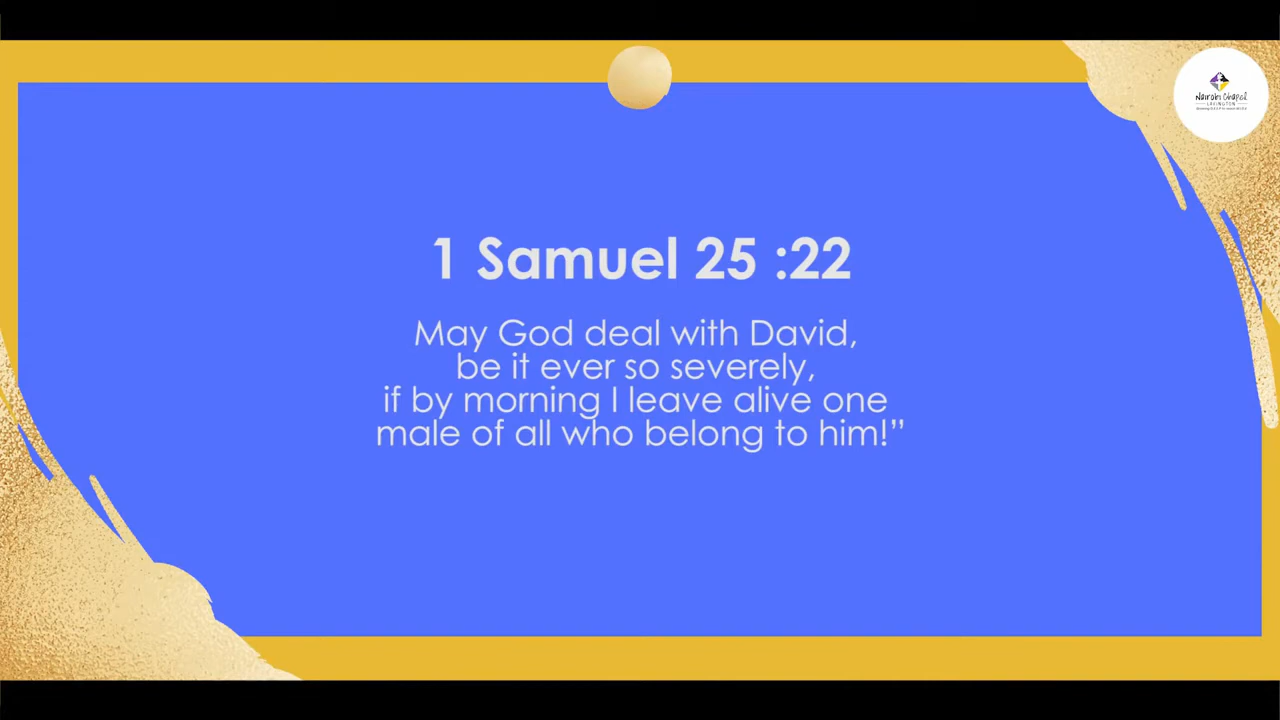 Nairobi Chapel
LAVINGTON
1 Samuel 25 :22
May God deal with David,
be it ever so severely,
if by morning I leave alive one
male of all who belong to him!”